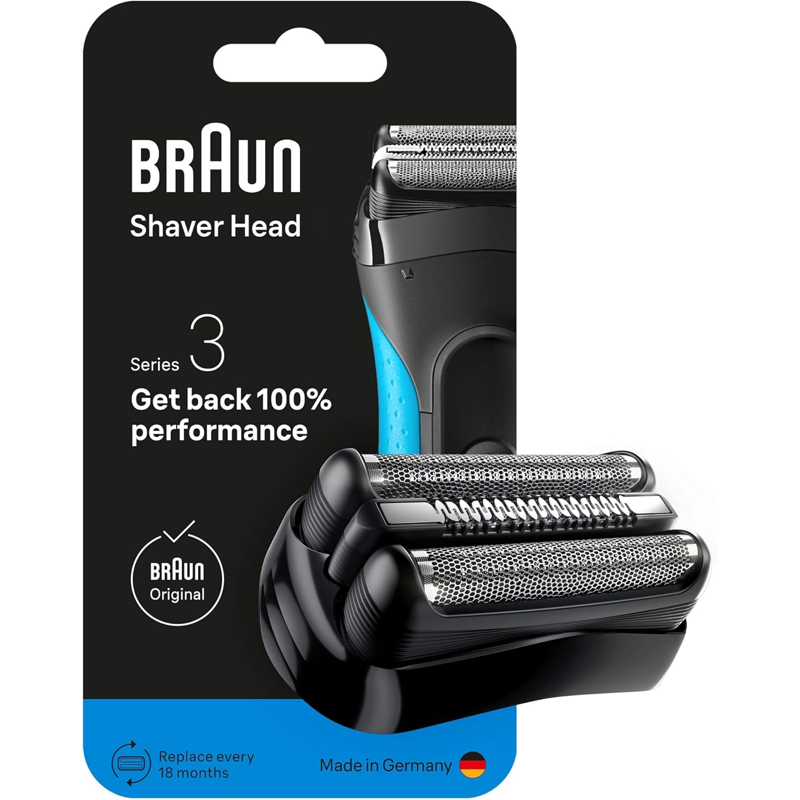 BRAUN
Shaver Head
Series 3
Get back 100%
performance
BRAUN
Original
Replace every
18 months
Made in Germany